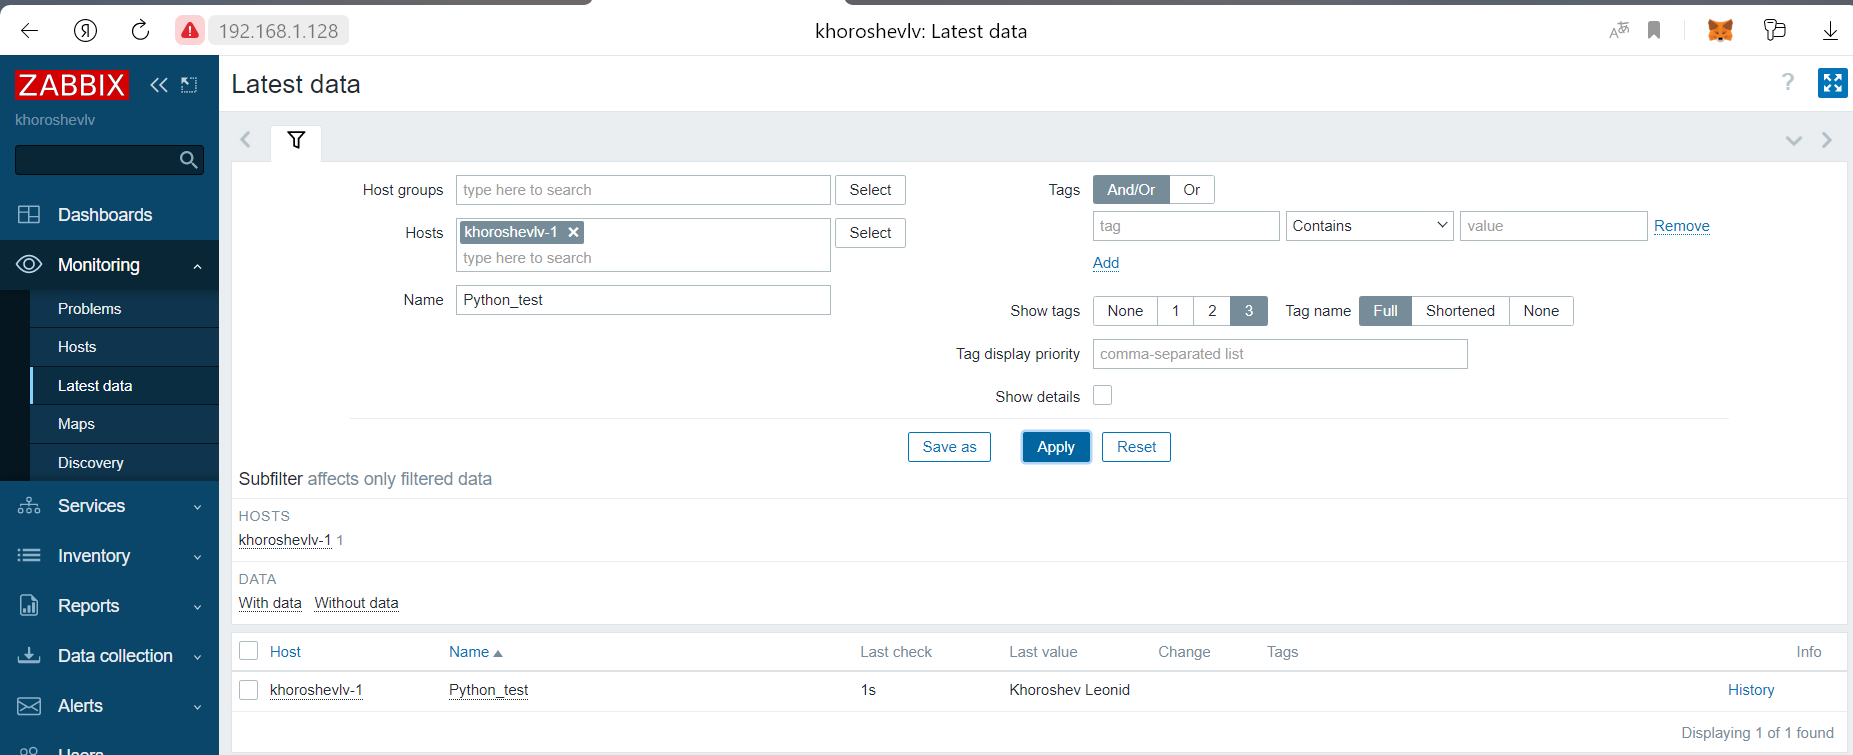 192.168.1.128
khoroshevlv: Latest data
ZABBIX
khoroshevlv
Dashboards
Monitoring
Problems
Hosts
Latest data
Maps
Discovery
Services
Inventory
Reports
Data collection
Alerts
Users
Latest data
?
Host groups type here to search Select
Hosts khoroshevlv-1 Select
type here to search
Name Python_test
Tags And/Or Or
tag Contains value Remove
Add
Show tags None 1 2 3 Tag name Full Shortened None
Tag display priority comma-separated list
Show details
Save as Apply Reset
Subfilter affects only filtered data
HOSTS
khoroshevlv-1 1
DATA
With data Without data
Host Name Last check Last value Change Tags Info
khoroshevlv-1 Python_test 1s Khoroshev Leonid History
Displaying 1 of 1 found